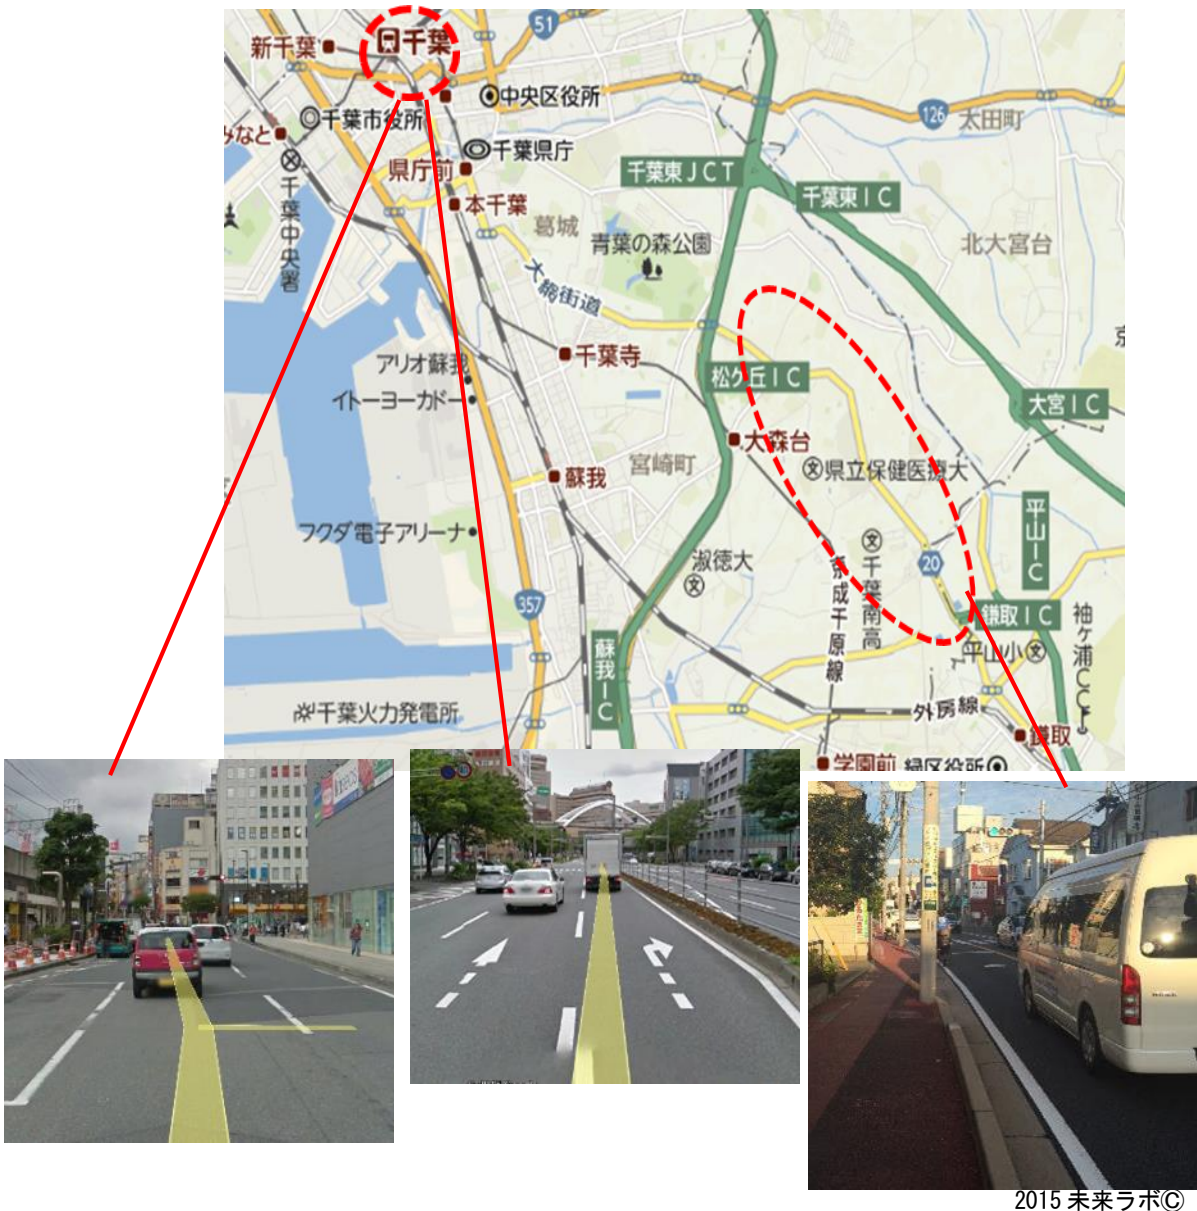 51
新千葉
千葉
中央区役所
千葉市役所
126
太田町
みなと
千葉県庁
県庁前
千葉東JCT
千葉東IC
千葉中央署
本千葉
葛城
青葉の森公園
北大宮台
大網街道
千葉寺
アリオ蘇我
松ケ丘IC
イトーヨーカドー
大宮IC
大森台
宮崎町
県立保健医療大
蘇我
平山IC
フクダ電子アリーナ
淑徳大
京成千原線
千葉南高
20
357
鎌取IC
袖ケ浦CC
蘇我IC
平山小
千葉火力発電所
外房線
鎌取
学園前
緑区役所
2015 未来ラボⒸ